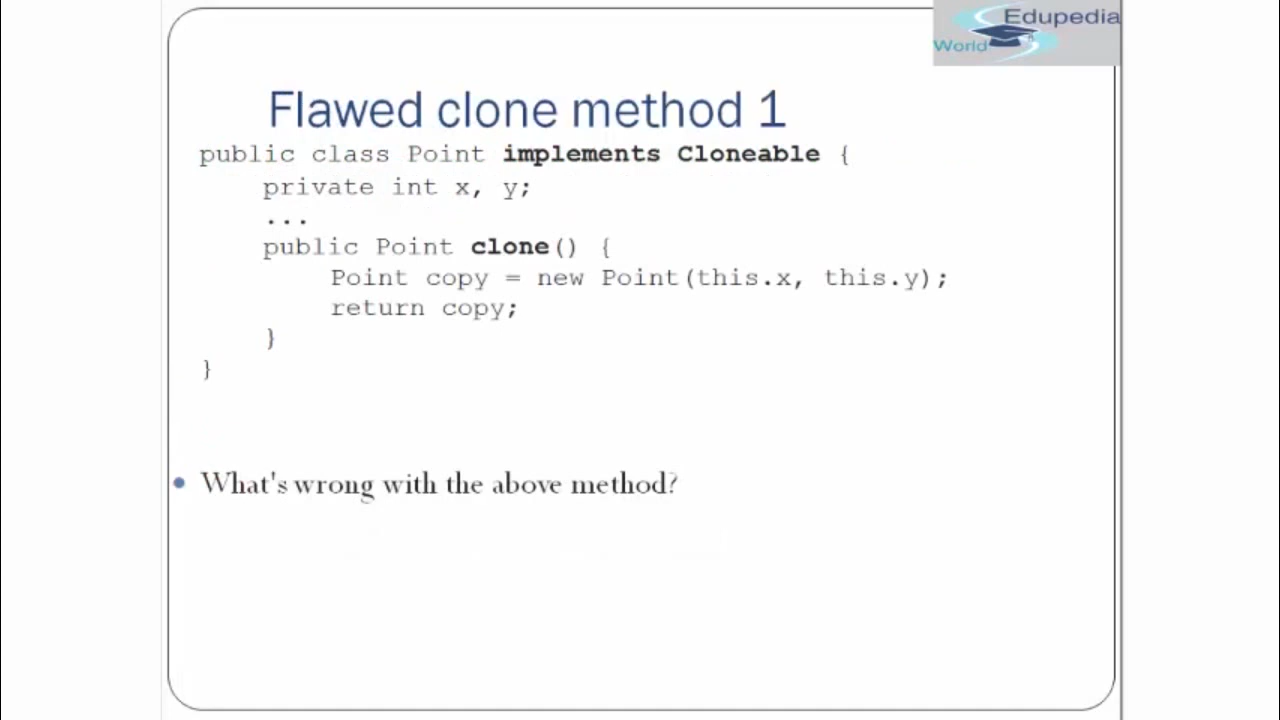 Edupedia
World
Flawed clone method 1
public class Point implements Cloneable {
private int x, y;
...
public Point clone() {
Point copy = new Point(this.x, this.y);
return copy;
}
}
• What's wrong with the above method?